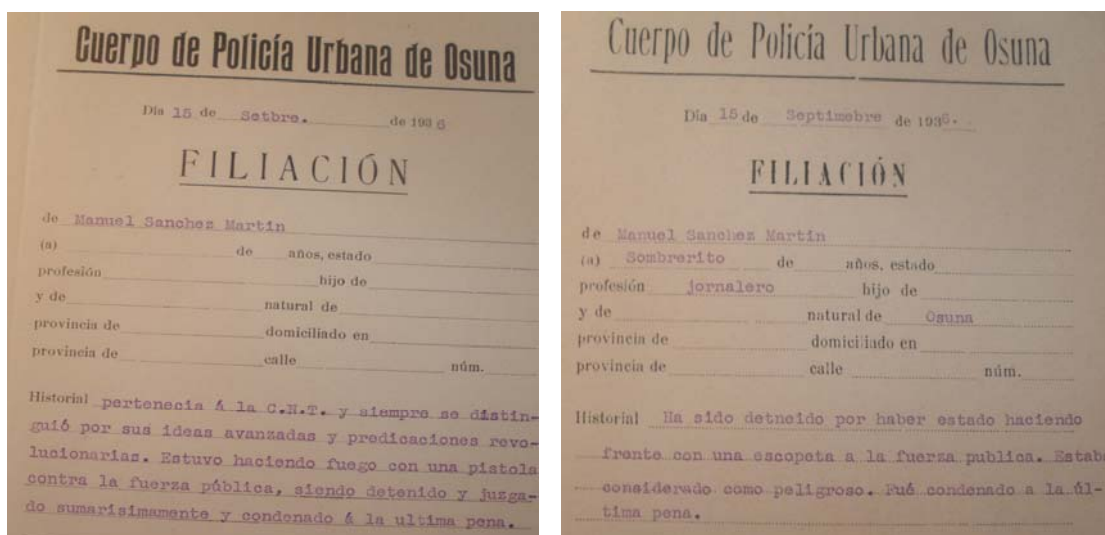 Cuerpo de Policía Urbana de Osuna
Día 15 de Setbre. de 1936
FILIACIÓN
de Manuel Sanchez Martin
(a) de años, estado
profesión hijo de
y de natural de
provincia de domiciliado en
provincia de calle núm.
Historial pertenecia á la C.N.T. y siempre se distin-
guió por sus ideas avanzadas y predicaciones revo-
lucionarias. Estuvo haciendo fuego con una pistola
contra la fuerza pública, siendo detenido y juzga-
do sumarisimamente y condenado á la ultima pena.
Cuerpo de Policía Urbana de Osuna
Día 15 de Septimebre de 1936.
FILIACIÓN
de Manuel Sanchez Martin
(a) Sombrerito de años, estado
profesión jornalero hijo de
y de natural de Osuna
provincia de domiciliado en
provincia de calle núm.
Historial Ha sido detneido por haber estado haciendo
frente con una escopeta a la fuerza publica. Estab
considerado como peligroso. Fué condenado a la úl-
tima pena.